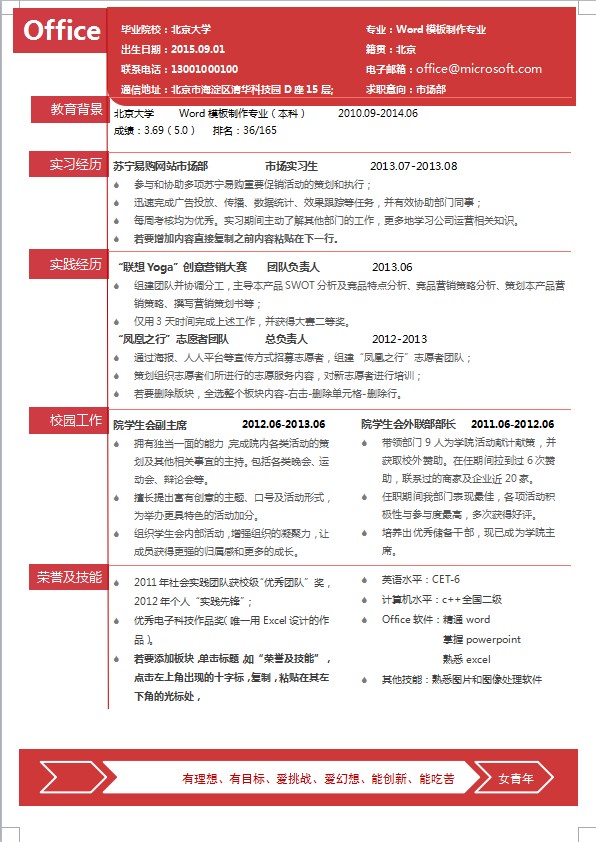 Office
毕业院校：北京大学 专业：Word 模板制作专业
出生日期：2015.09.01 籍贯：北京
联系电话：13001000100 电子邮箱：office@microsoft.com
通信地址：北京市海淀区清华科技园 D 座 15 层; 求职意向：市场部
教育背景
北京大学 Word 模板制作专业（本科） 2010.09-2014.06
成绩：3.69（5.0） 排名：36/165
实习经历
苏宁易购网站市场部 市场实习生 2013.07-2013.08
参与和协助多项苏宁易购重要促销活动的策划和执行；
迅速完成广告投放、传播、数据统计、效果跟踪等任务，并有效协助部门同事；
每周考核均为优秀。实习期间主动了解其他部门的工作，更多地学习公司运营相关知识。
若要增加内容直接复制之前内容粘贴在下一行。
实践经历
“联想 Yoga”创意营销大赛 团队负责人 2013.06
组建团队并协调分工，主导本产品 SWOT 分析及竞品特点分析、竞品营销策略分析、策划本产品营
销策略、撰写营销策划书等；
仅用 3 天时间完成上述工作，并获得大赛二等奖。
“凤凰之行”志愿者团队 总负责人 2012-2013
通过海报、人人平台等宣传方式招募志愿者，组建“凤凰之行”志愿者团队；
策划组织志愿者们所进行的志愿服务内容，对新志愿者进行培训；
若要删除版块，全选整个板块内容-右击-删除单元格-删除行。
校园工作
院学生会副主席 2012.06-2013.06
拥有独当一面的能力，完成院内各类活动的策
划及其他相关事宜的主持。包括各类晚会、运
动会、辩论会等。
擅长提出富有创意的主题、口号及活动形式，
为举办更具特色的活动加分。
组织学生会内部活动，增强组织的凝聚力，让
成员获得更强的归属感和更多的成长。
院学生会外联部部长 2011.06-2012.06
带领部门 9 人为学院活动献计献策，并
获取校外赞助。在任期间拉到过 6 次赞
助，联系过的商家及企业近 20 家。
任职期间我部门表现最佳，各项活动积
极性与参与度最高，多次获得好评。
培养出优秀储备干部，现已成为学院主
席。
荣誉及技能
2011 年社会实践团队获校级“优秀团队”奖，
2012 年个人“实践先锋”；
优秀电子科技作品奖（唯一用 Excel 设计的作
品）。
若要添加板块，单击标题，如“荣誉及技能”，
点击左上角出现的十字标，复制，粘贴在其左
下角的光标处，
英语水平：CET-6
计算机水平：c++全国二级
Office 软件：精通 word
掌握 powerpoint
熟悉 excel
其他技能：熟悉图片和图像处理软件
有理想、有目标、爱挑战、爱幻想、能创新、能吃苦 女青年